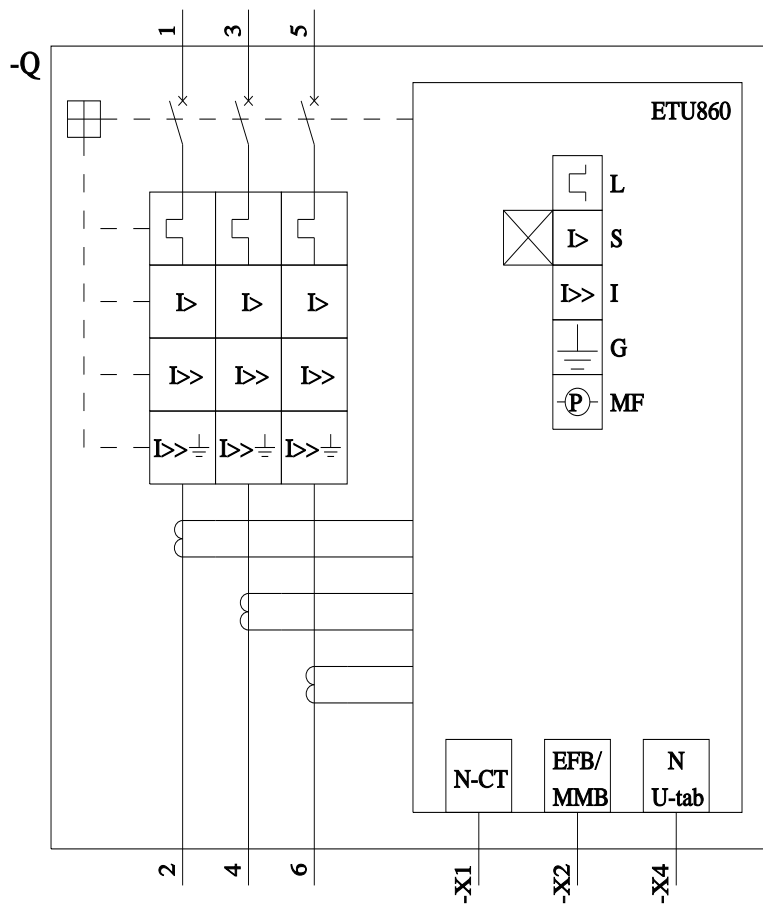 1 3 5
-Q
ETU860
L
I> S
I> I> I> I>> I
G
I>> I>> I>> P MF
I>> I>> I>>
N-CT
EFB/
MMB
N
U-tab
2 4 6 -X1 -X2 -X4